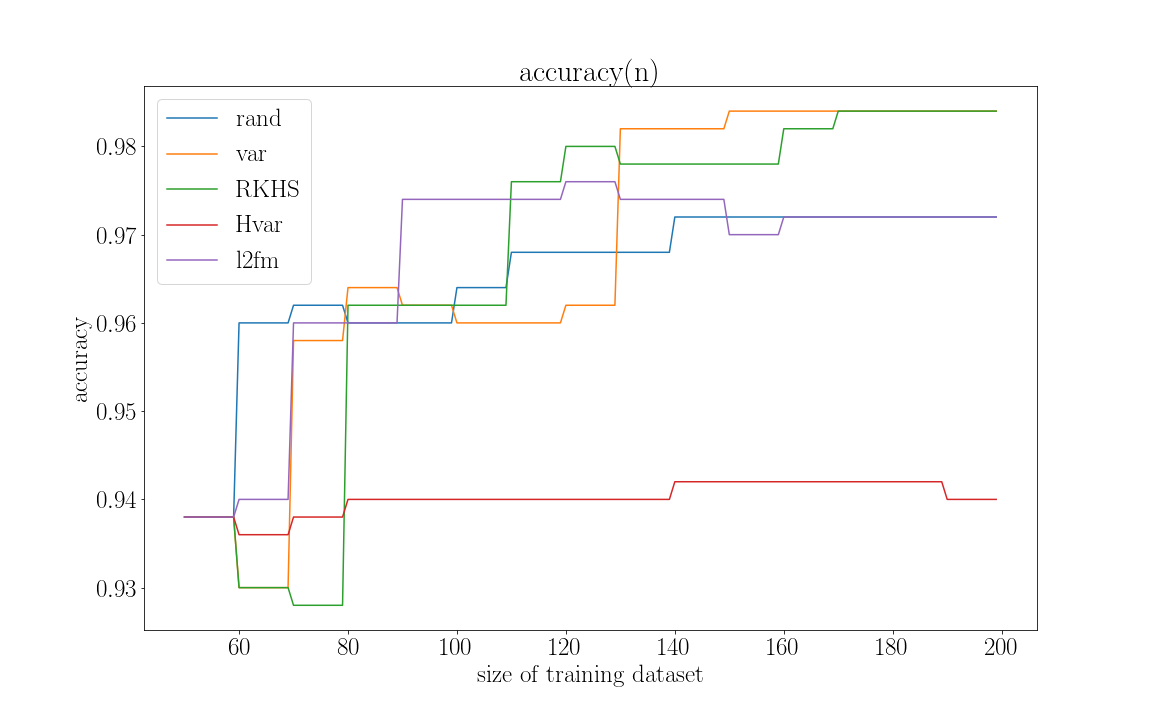 accuracy(n)
rand
var
RKHS
Hvar
l2fm
0.98
0.97
0.96
0.95
0.94
0.93
accuracy
60 80 100 120 140 160 180 200
size of training dataset